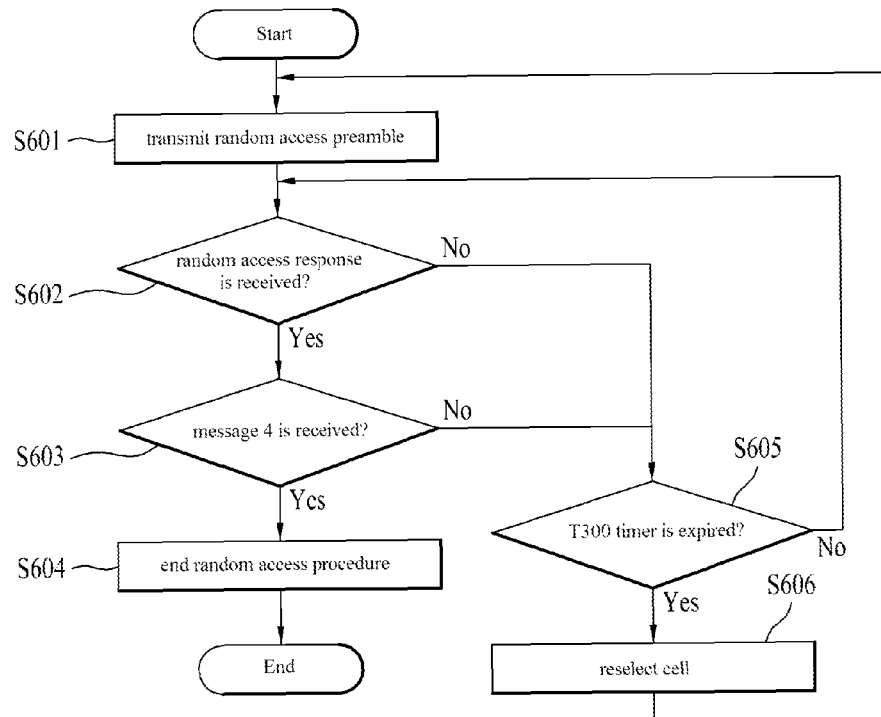 Start
S601
transmit random access preamble
random access response
is received?
No
S602
Yes
message 4 is received?
No
S603
Yes
S605
T300 timer is expired?
No
S604
end random access procedure
Yes
S606
End
reselect cell